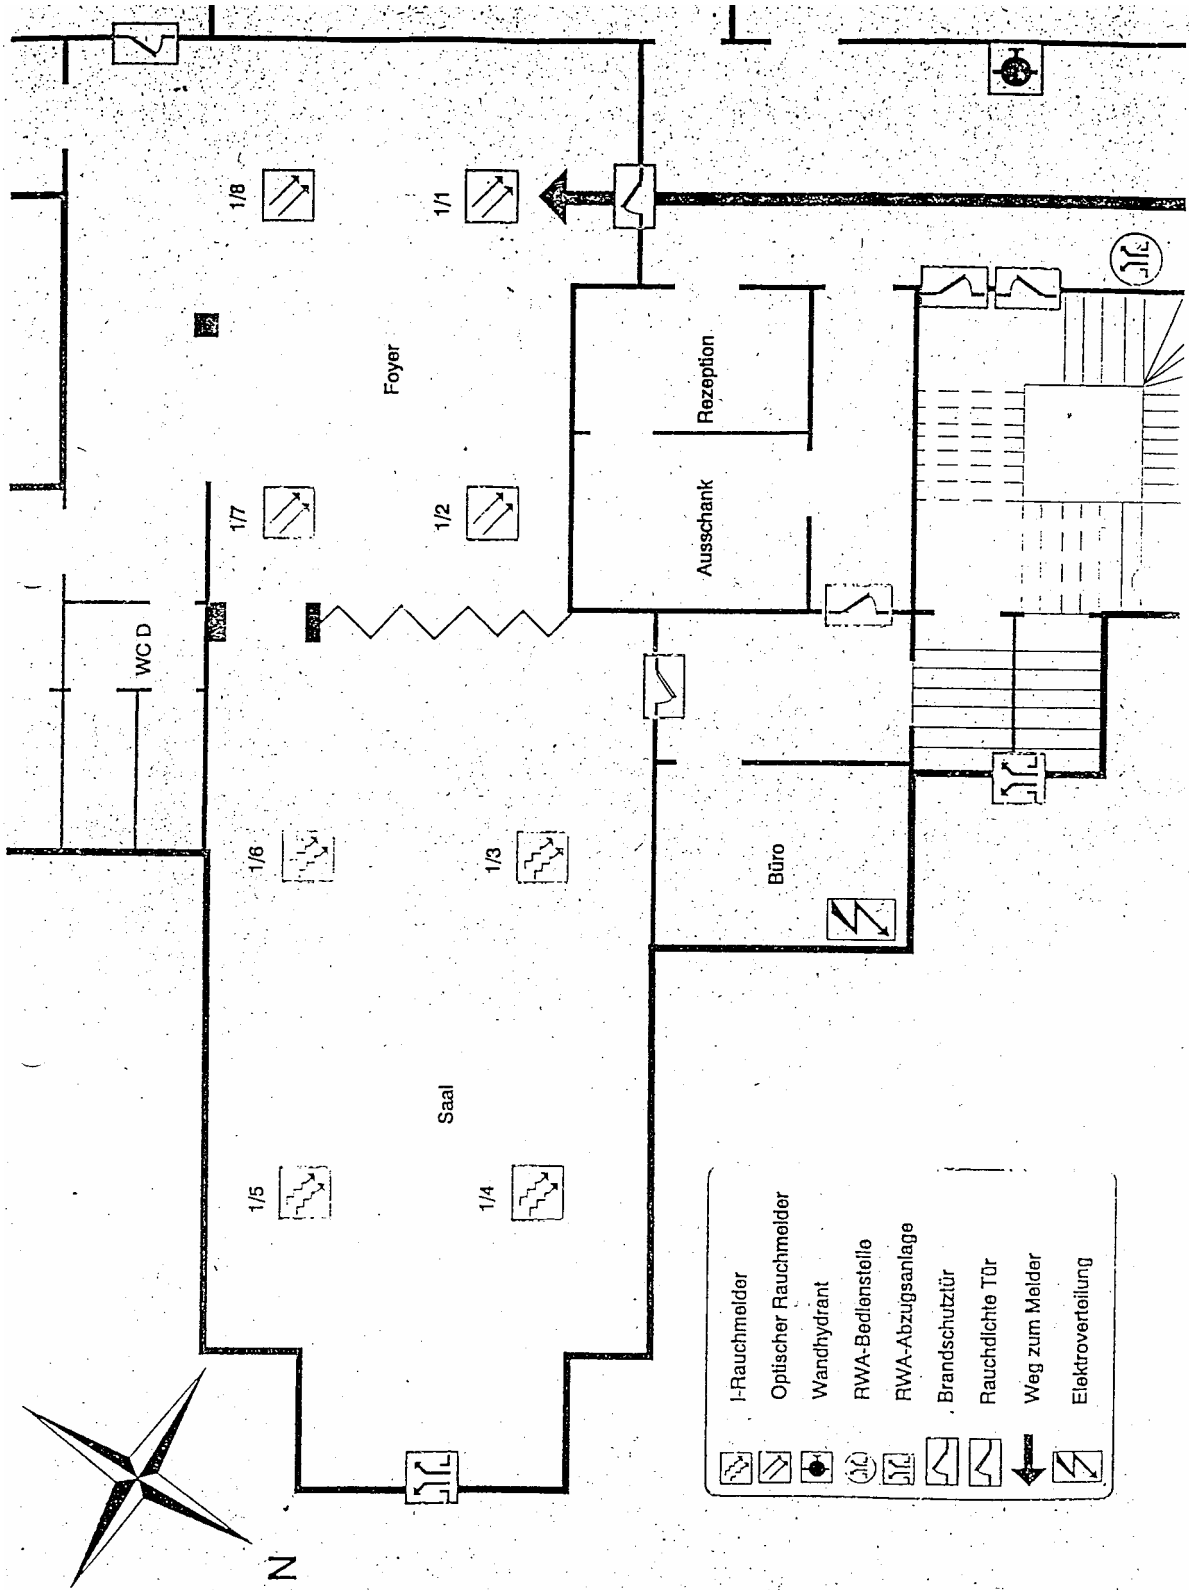 1/8
1/1
Foyer
Rezeption
1/7
1/2
Ausschank
WC D
1/6
1/3
Büro
Saal
1/5
1/4
I-Rauchmelder
Optischer Rauchmelder
Wandhydrant
RWA-Bedienstelle
RWA-Abzugsanlage
Brandschutztür
Rauchdichte Tür
Weg zum Melder
Elektroverteilung
N